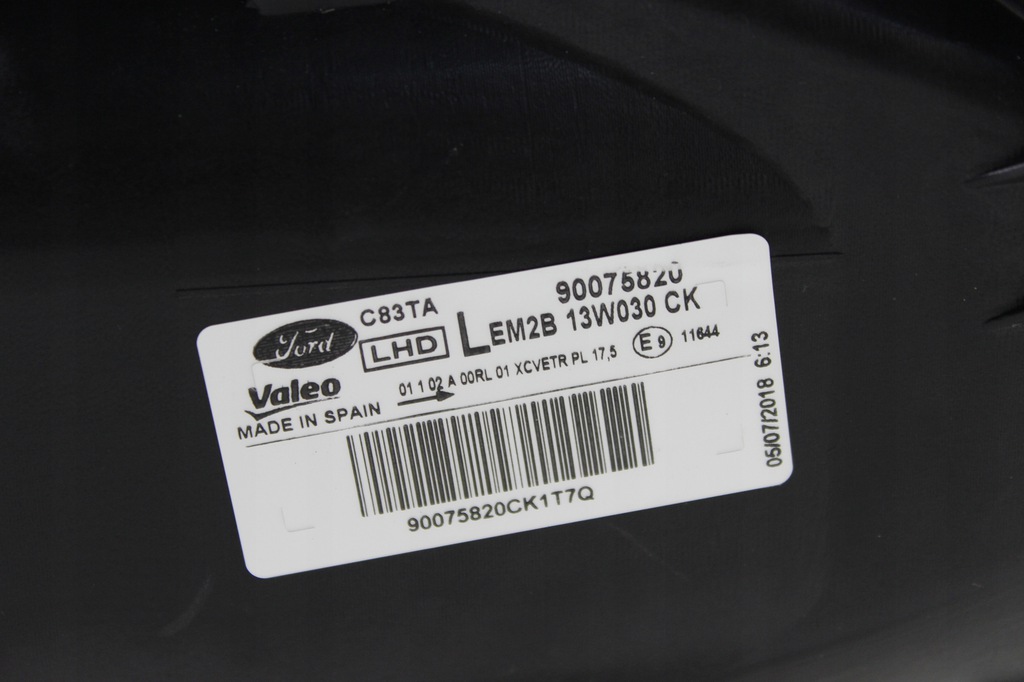 Ford
C83TA
LHD
L
90075820
EM2B 13W030 CK
Valeo
01 1 02 A 00RL 01 XCVETR PL 17,5
E9
11644
MADE IN SPAIN
90075820CK1T7Q
05/07/2018 6:13